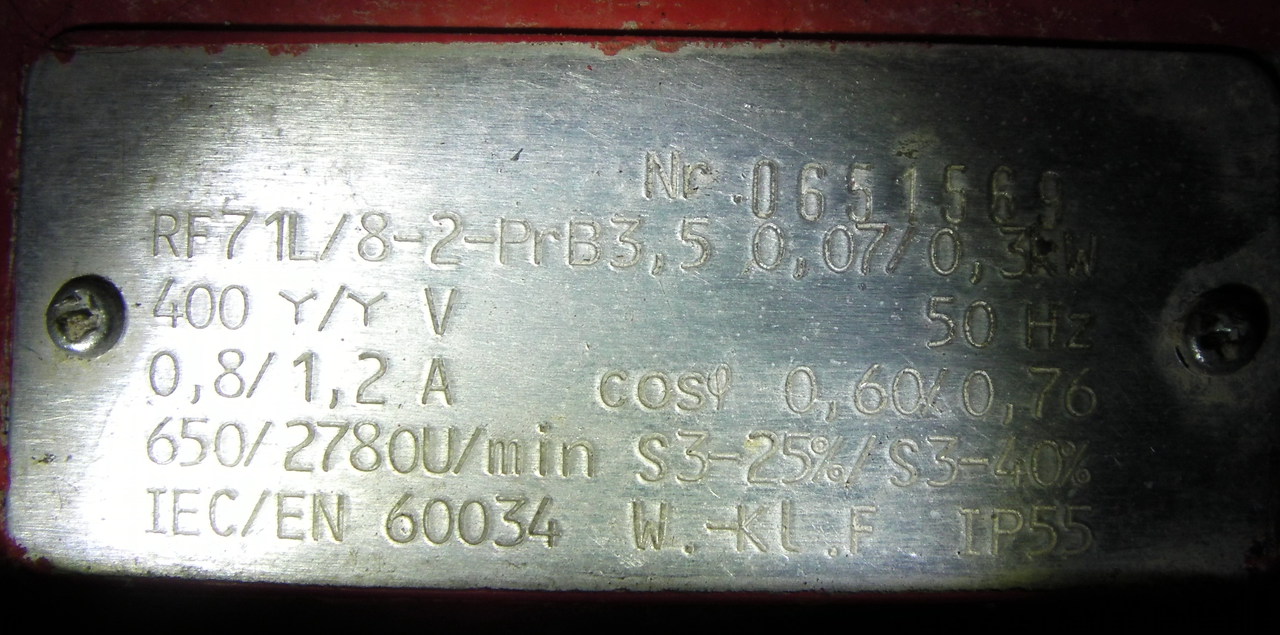 Nr.0651569
RF71L/8-2-PrB3,5 0,07/0,3kW
400 Y/Y V 50 Hz
0,8/1,2 A cosφ 0,60/0,76
650/2780U/min S3-25%/S3-40%
IEC/EN 60034 W.-Kl.F IP55